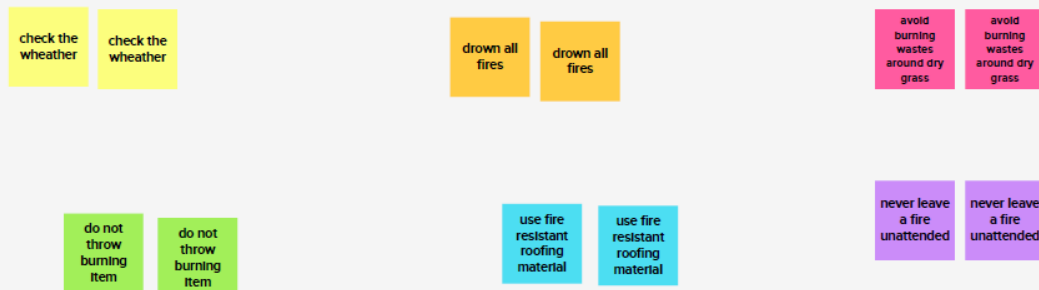 check the
wheather
check the
wheather
drown all
fires
drown all
fires
avoid
burning
wastes
around dry
grass
avoid
burning
wastes
around dry
grass
do not
throw
burning
item
do not
throw
burning
item
use fire
resistant
roofing
material
use fire
resistant
roofing
material
never leave
a fire
unattended
never leave
a fire
unattended